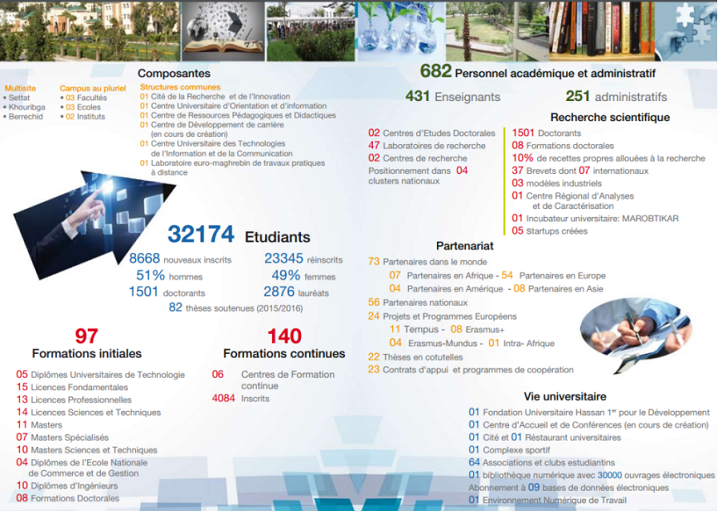 Composantes
Multisite
• Settat
• Khouribga
• Berrechid
Campus au pluriel
• 03 Facultés
• 03 Ecoles
• 02 Instituts
Structures communes
01 Cité de la Recherche et de l'Innovation
01 Centre Universitaire d'Orientation et d'information
01 Centre de Ressources Pédagogiques et Didactiques
01 Centre de Développement de carrière
(en cours de création)
01 Centre Universitaire des Technologies
de l'Information et de la Communication
01 Laboratoire euro-maghrebin de travaux pratiques
à distance
32174 Etudiants
8668 nouveaux inscrits
23345 réinscrits
51% hommes
49% femmes
1501 doctorants
2876 lauréats
82 thèses soutenues (2015/2016)
97
Formations initiales
05 Diplômes Universitaires de Technologie
15 Licences Fondamentales
13 Licences Professionnelles
14 Licences Sciences et Techniques
11 Masters
07 Masters Spécialisés
10 Masters Sciences et Techniques
04 Diplômes de l'Ecole Nationale
de Commerce et de Gestion
10 Diplômes d'Ingénieurs
08 Formations Doctorales
140
Formations continues
06 Centres de Formation
continue
4084 Inscrits
682 Personnel académique et administratif
431 Enseignants
251 administratifs
Recherche scientifique
02 Centres d'Etudes Doctorales
47 Laboratoires de recherche
02 Centres de recherche
Positionnement dans 04
clusters nationaux
1501 Doctorants
08 Formations doctorales
10% de recettes propres allouées à la recherche
37 Brevets dont 07 internationaux
03 modèles industriels
01 Centre Régional d'Analyses
et de Caractérisation
01 Incubateur universitaire: MAROBTIKAR
05 Startups créées
Partenariat
73 Partenaires dans le monde
07 Partenaires en Afrique - 54 Partenaires en Europe
04 Partenaires en Amérique - 08 Partenaires en Asie
56 Partenaires nationaux
24 Projets et Programmes Européens
11 Tempus - 08 Erasmus+
04 Erasmus-Mundus - 01 Intra- Afrique
22 Thèses en cotutelles
23 Contrats d'appui et programmes de coopération
Vie universitaire
01 Fondation Universitaire Hassan 1er pour le Développement
01 Centre d'Accueil et de Conférences (en cours de création)
01 Cité et 01 Réstaurant universitaires
01 Complexe sportif
64 Associations et clubs estudiantins
01 bibliothèque numérique avec 30000 ouvrages électroniques
Abonnement à 09 bases de données électroniques
01 Environnement Numérique de Travail